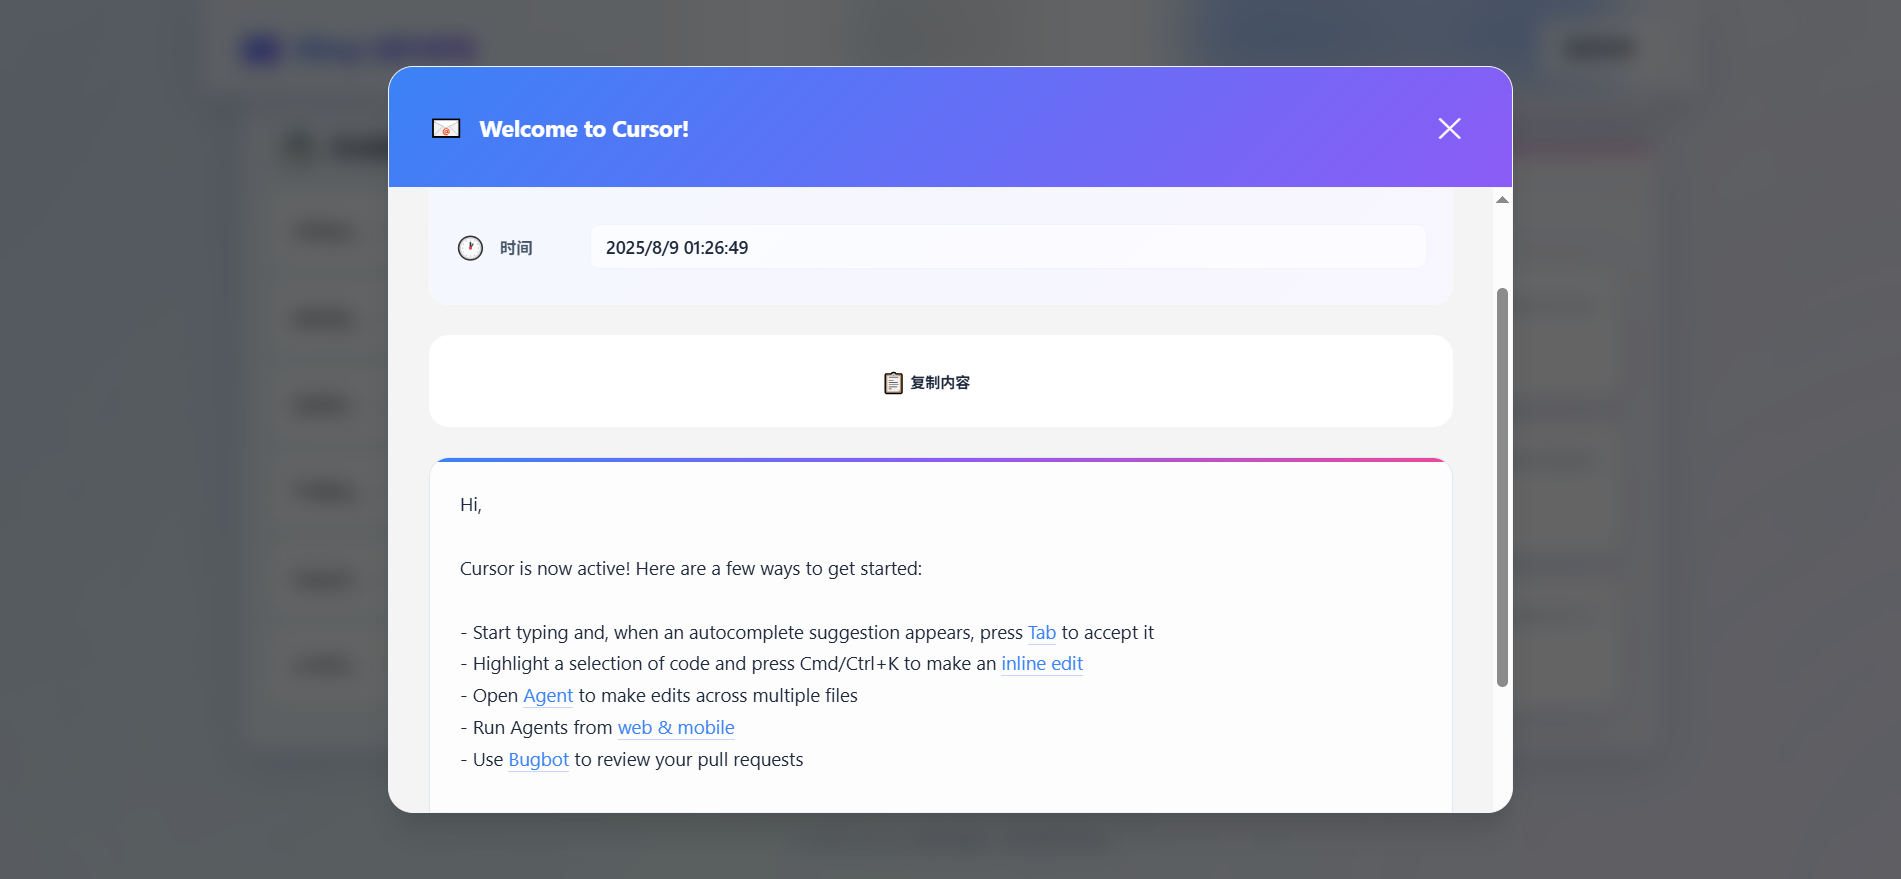 Welcome to Cursor!
时间
2025/8/9 01:26:49
复制内容
Hi,
Cursor is now active! Here are a few ways to get started:
- Start typing and, when an autocomplete suggestion appears, press Tab to accept it
- Highlight a selection of code and press Cmd/Ctrl+K to make an inline edit
- Open Agent to make edits across multiple files
- Run Agents from web & mobile
- Use Bugbot to review your pull requests